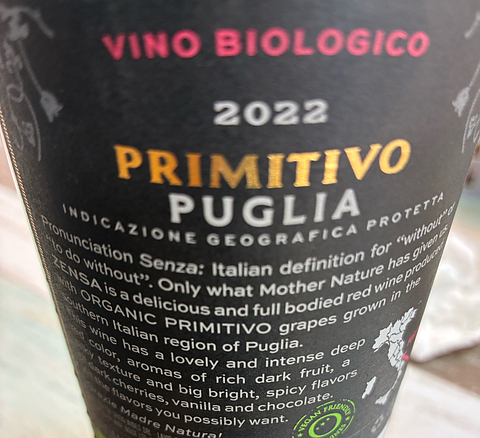 VINO BIOLOGICO
2022
PRIMITIVO
PUGLIA
INDICAZIONE GEOGRAFICA PROTETTA
Pronunciation Senza: Italian definition for "without" or
"to do without". Only what Mother Nature has given us
ZENSA is a delicious and full bodied red wine produced
with ORGANIC PRIMITIVO grapes grown in the
southern Italian region of Puglia.
wine has a lovely and intense deep
color, aromas of rich dark fruit, a
texture and big bright, spicy flavors
dark cherries, vanilla and chocolate.
the flavors you possibly want.
Madre Natura!
VEGAN FRIENDLY